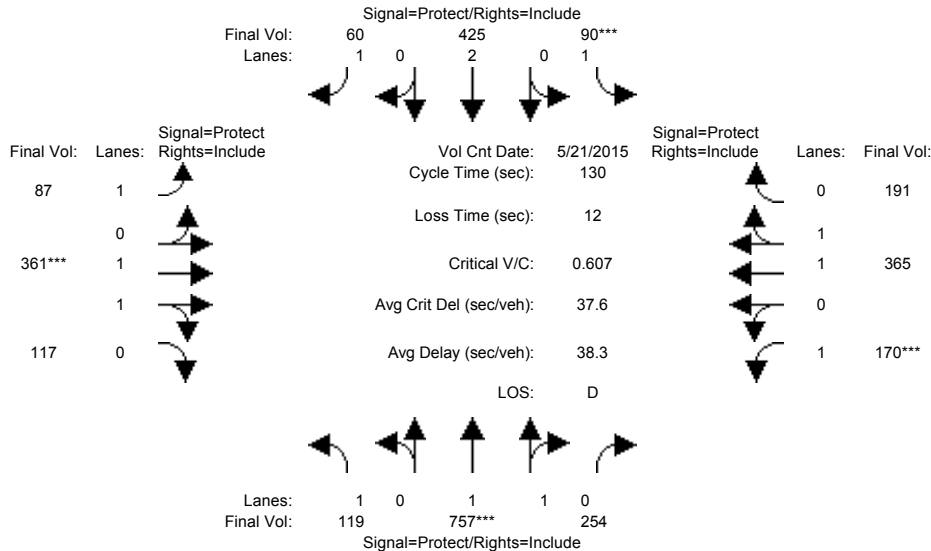 Signal=Protect/Rights=Include
Final Vol: 60 425 90***
Lanes: 1 0 2 0 1
Signal=Protect Signal=Protect
Final Vol: Lanes: Rights=Include Vol Cnt Date: 5/21/2015 Rights=Include Lanes: Final Vol:
Cycle Time (sec): 130
87 1 0 191
Loss Time (sec): 12
0 1
361*** 1 Critical V/C: 0.607 1 365
1 Avg Crit Del (sec/veh): 37.6 0
117 0 Avg Delay (sec/veh): 38.3 1 170***
LOS: D
Lanes: 1 0 1 1 0
Final Vol: 119 757*** 254
Signal=Protect/Rights=Include